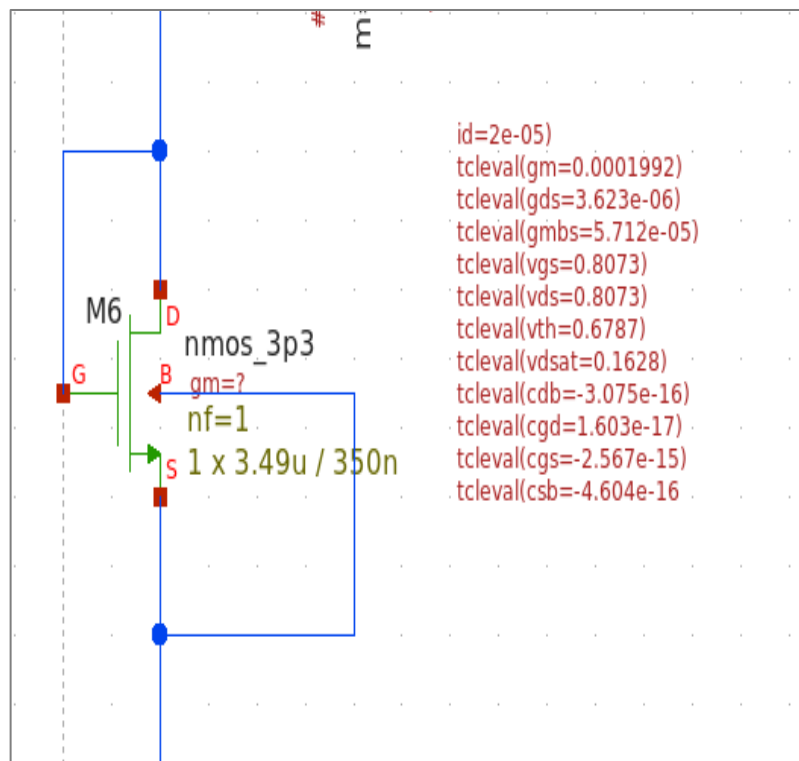 #
id=2e-05)
tcleval(gm=0.0001992)
tcleval(gds=3.623e-06)
tcleval(gmbs=5.712e-05)
tcleval(vgs=0.8073)
tcleval(vds=0.8073)
tcleval(vth=0.6787)
tcleval(vdsat=0.1628)
tcleval(cdb=-3.075e-16)
tcleval(cgd=1.603e-17)
tcleval(cgs=-2.567e-15)
tcleval(csb=-4.604e-16
M6
D
nmos_3p3
G
B
gm=?
nf=1
S
1 x 3.49u / 350n